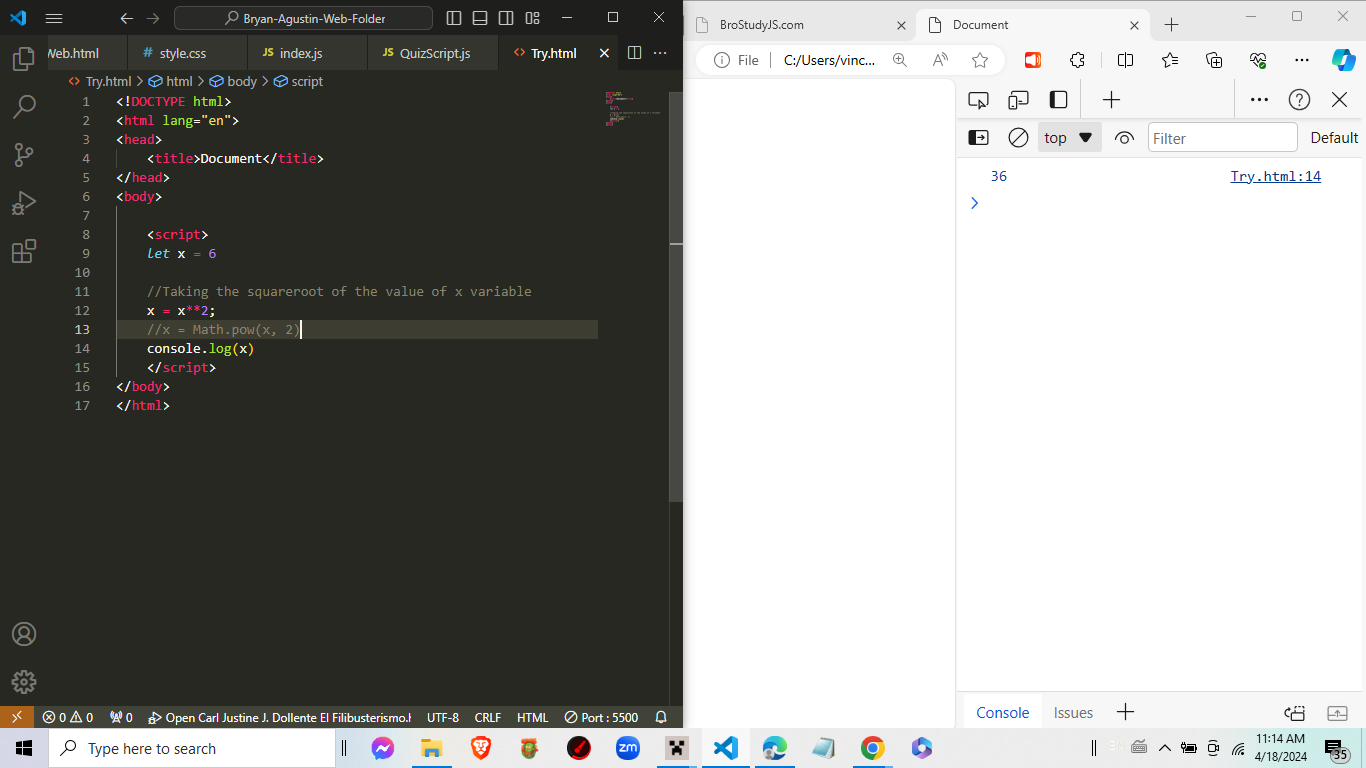 Bryan-Agustin-Web-Folder
Web.html
# style.css
JS index.js
JS QuizScript.js
<> Try.html
<> Try.html > html > body > script
1 <!DOCTYPE html>
2 <html lang="en">
3 <head>
4 <title>Document</title>
5 </head>
6 <body>
7
8 <script>
9 let x = 6
10
11 //Taking the squareroot of the value of x variable
12 x = x**2;
13 //x = Math.pow(x, 2)
14 console.log(x)
15 </script>
16 </body>
17 </html>
0 0 0 Open Carl Justine J. Dollente El Filibusterismo. UTF-8 CRLF HTML Port : 5500
BroStudyJS.com
Document
File C:/Users/vinc...
top Filter Default
36 Try.html:14
Console Issues
Type here to search
zm
11:14 AM
4/18/2024
35